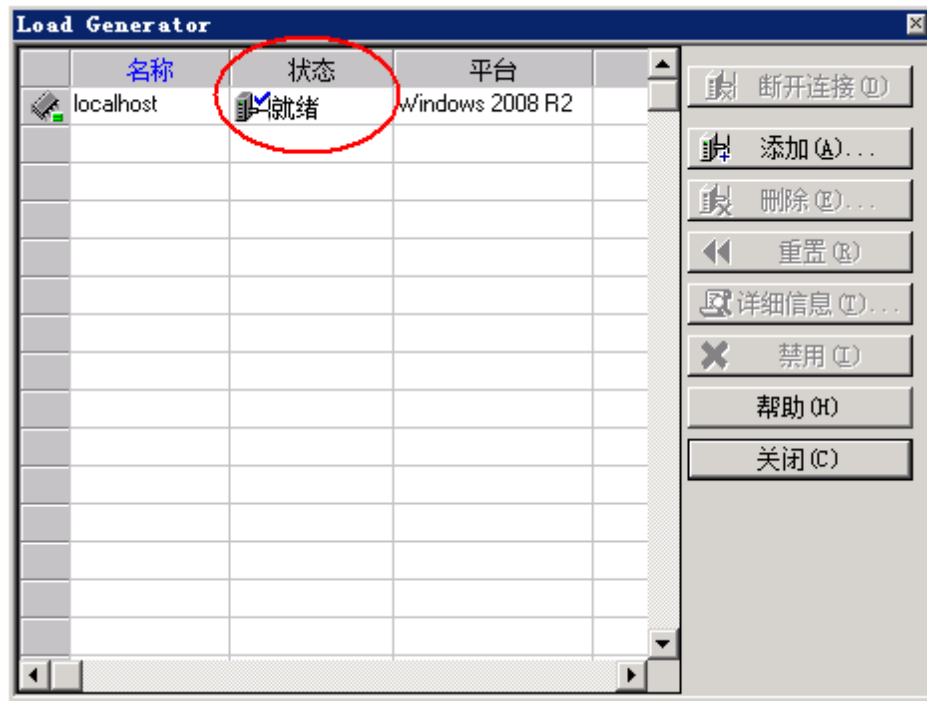 Load Generator
名称 状态 平台
localhost 就绪 Windows 2008 R2
断开连接(D)
添加(A)...
删除(E)...
重置(R)
详细信息(T)...
禁用(I)
帮助(H)
关闭(C)